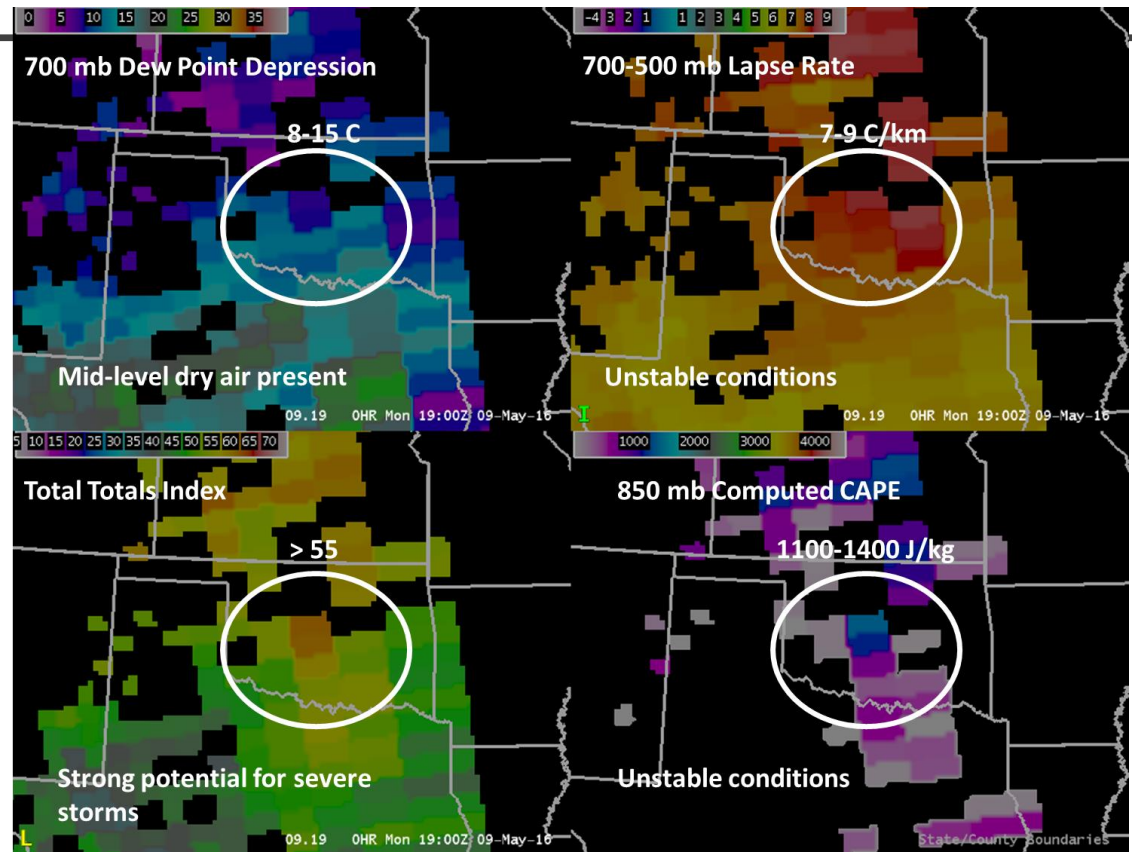 0 5 10 15 20 25 30 35
700 mb Dew Point Depression
8-15 C
Mid-level dry air present
09.19 0HR Mon 19:00Z 09-May-16
-4 3 2 1 1 2 3 4 5 6 7 8 9
700-500 mb Lapse Rate
7-9 C/km
Unstable conditions
I
09.19 0HR Mon 19:00Z 09-May-16
5 10 15 20 25 30 35 40 45 50 55 60 65 70
Total Totals Index
> 55
Strong potential for severe
storms
L
09.19 0HR Mon 19:00Z 09-May-16
1000 2000 3000 4000
850 mb Computed CAPE
1100-1400 J/kg
Unstable conditions
State/County Boundaries